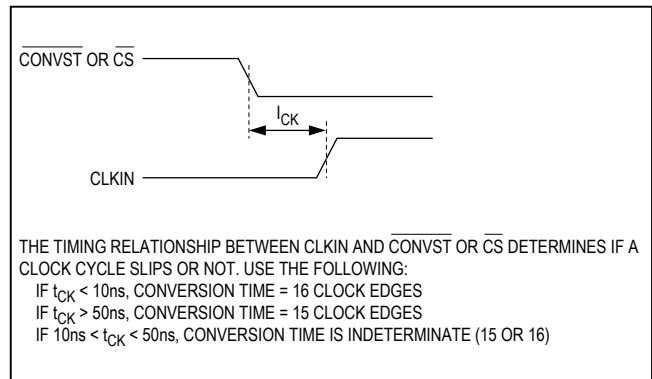 CONVST OR CS
ICK
CLKIN
THE TIMING RELATIONSHIP BETWEEN CLKIN AND CONVST OR CS DETERMINES IF A
CLOCK CYCLE SLIPS OR NOT. USE THE FOLLOWING:
IF tCK < 10ns, CONVERSION TIME = 16 CLOCK EDGES
IF tCK > 50ns, CONVERSION TIME = 15 CLOCK EDGES
IF 10ns < tCK < 50ns, CONVERSION TIME IS INDETERMINATE (15 OR 16)